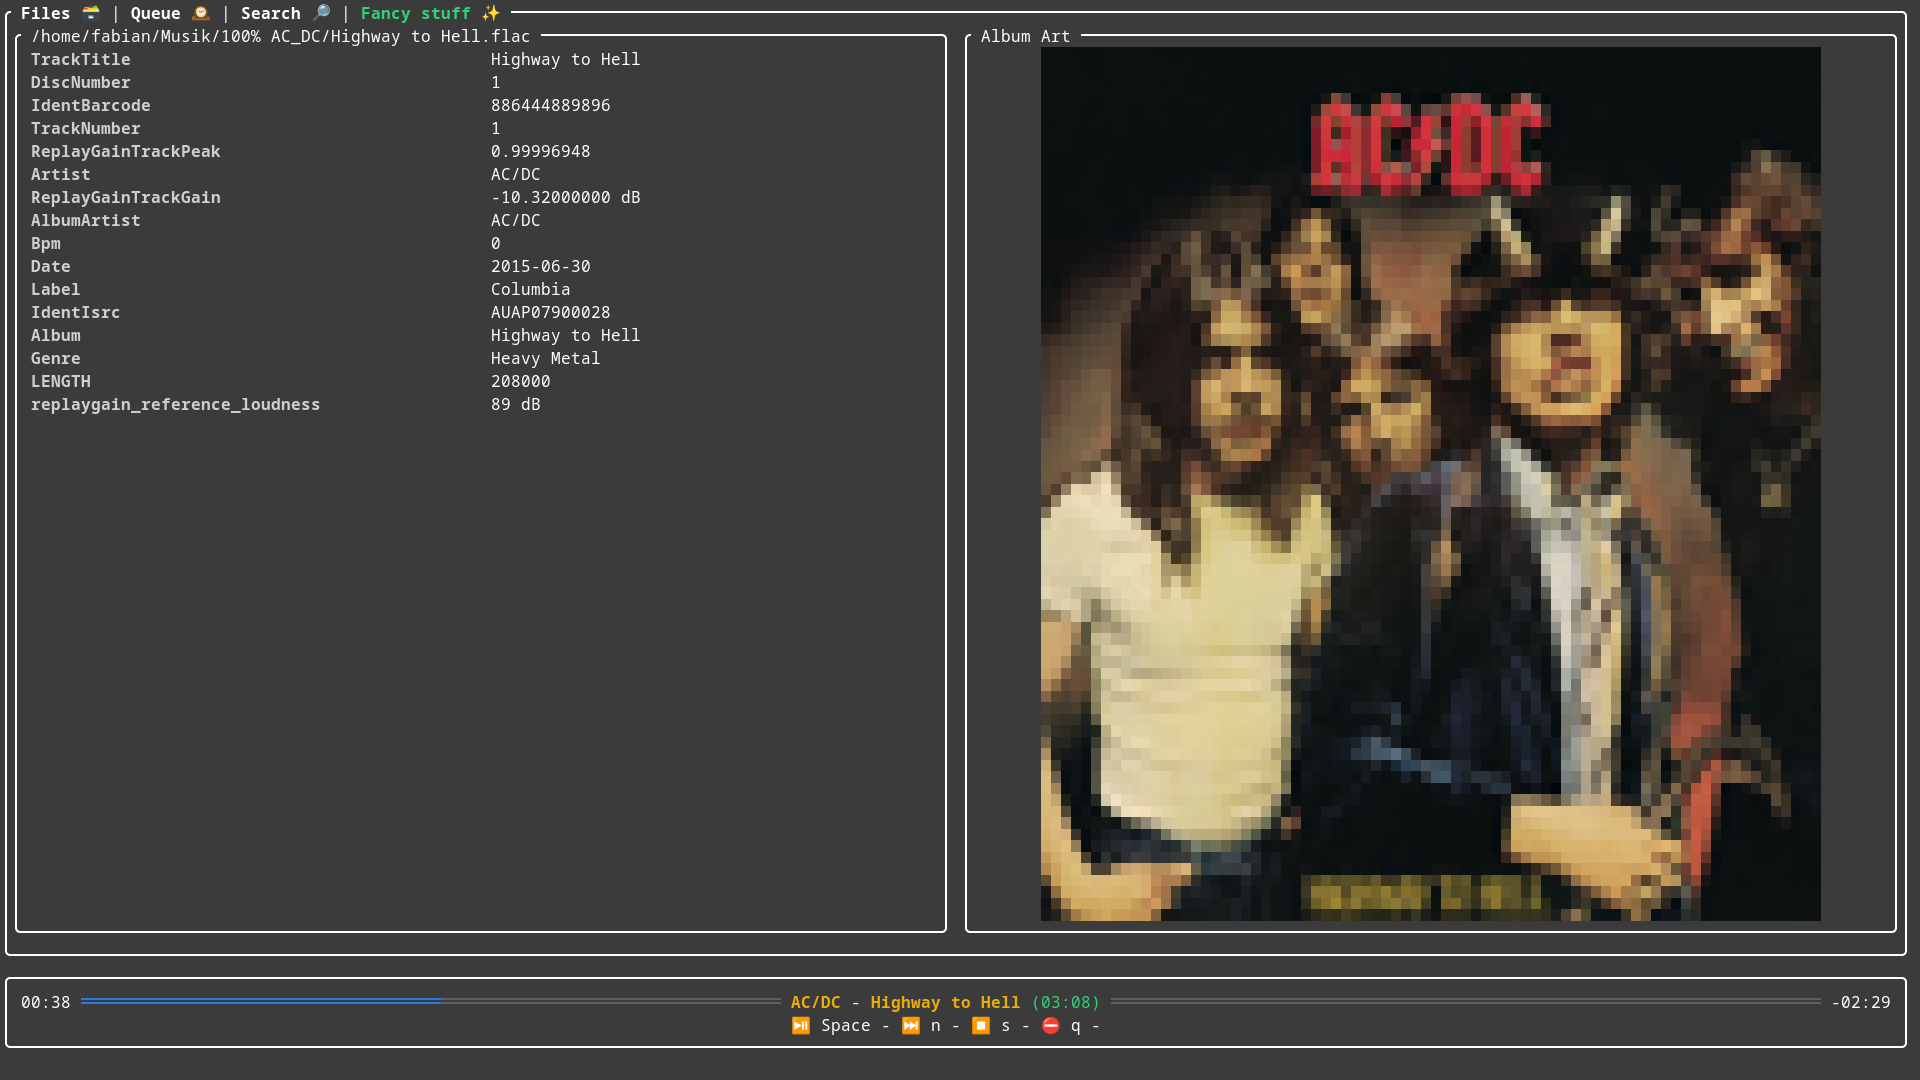 Files 🗃️ | Queue 🕰️ | Search 🔎 | Fancy stuff ✨
/home/fabian/Musik/100% AC_DC/Highway to Hell.flac
TrackTitle Highway to Hell
DiscNumber 1
IdentBarcode 886444889896
TrackNumber 1
ReplayGainTrackPeak 0.99996948
Artist AC/DC
ReplayGainTrackGain -10.32000000 dB
AlbumArtist AC/DC
Bpm 0
Date 2015-06-30
Label Columbia
IdentIsrc AUAP07900028
Album Highway to Hell
Genre Heavy Metal
LENGTH 208000
replaygain_reference_loudness 89 dB
Album Art
AC/DC
00:38 AC/DC - Highway to Hell (03:08) -02:29
⏯️ Space - ⏭️ n - ⏹️ s - ⛔ q -